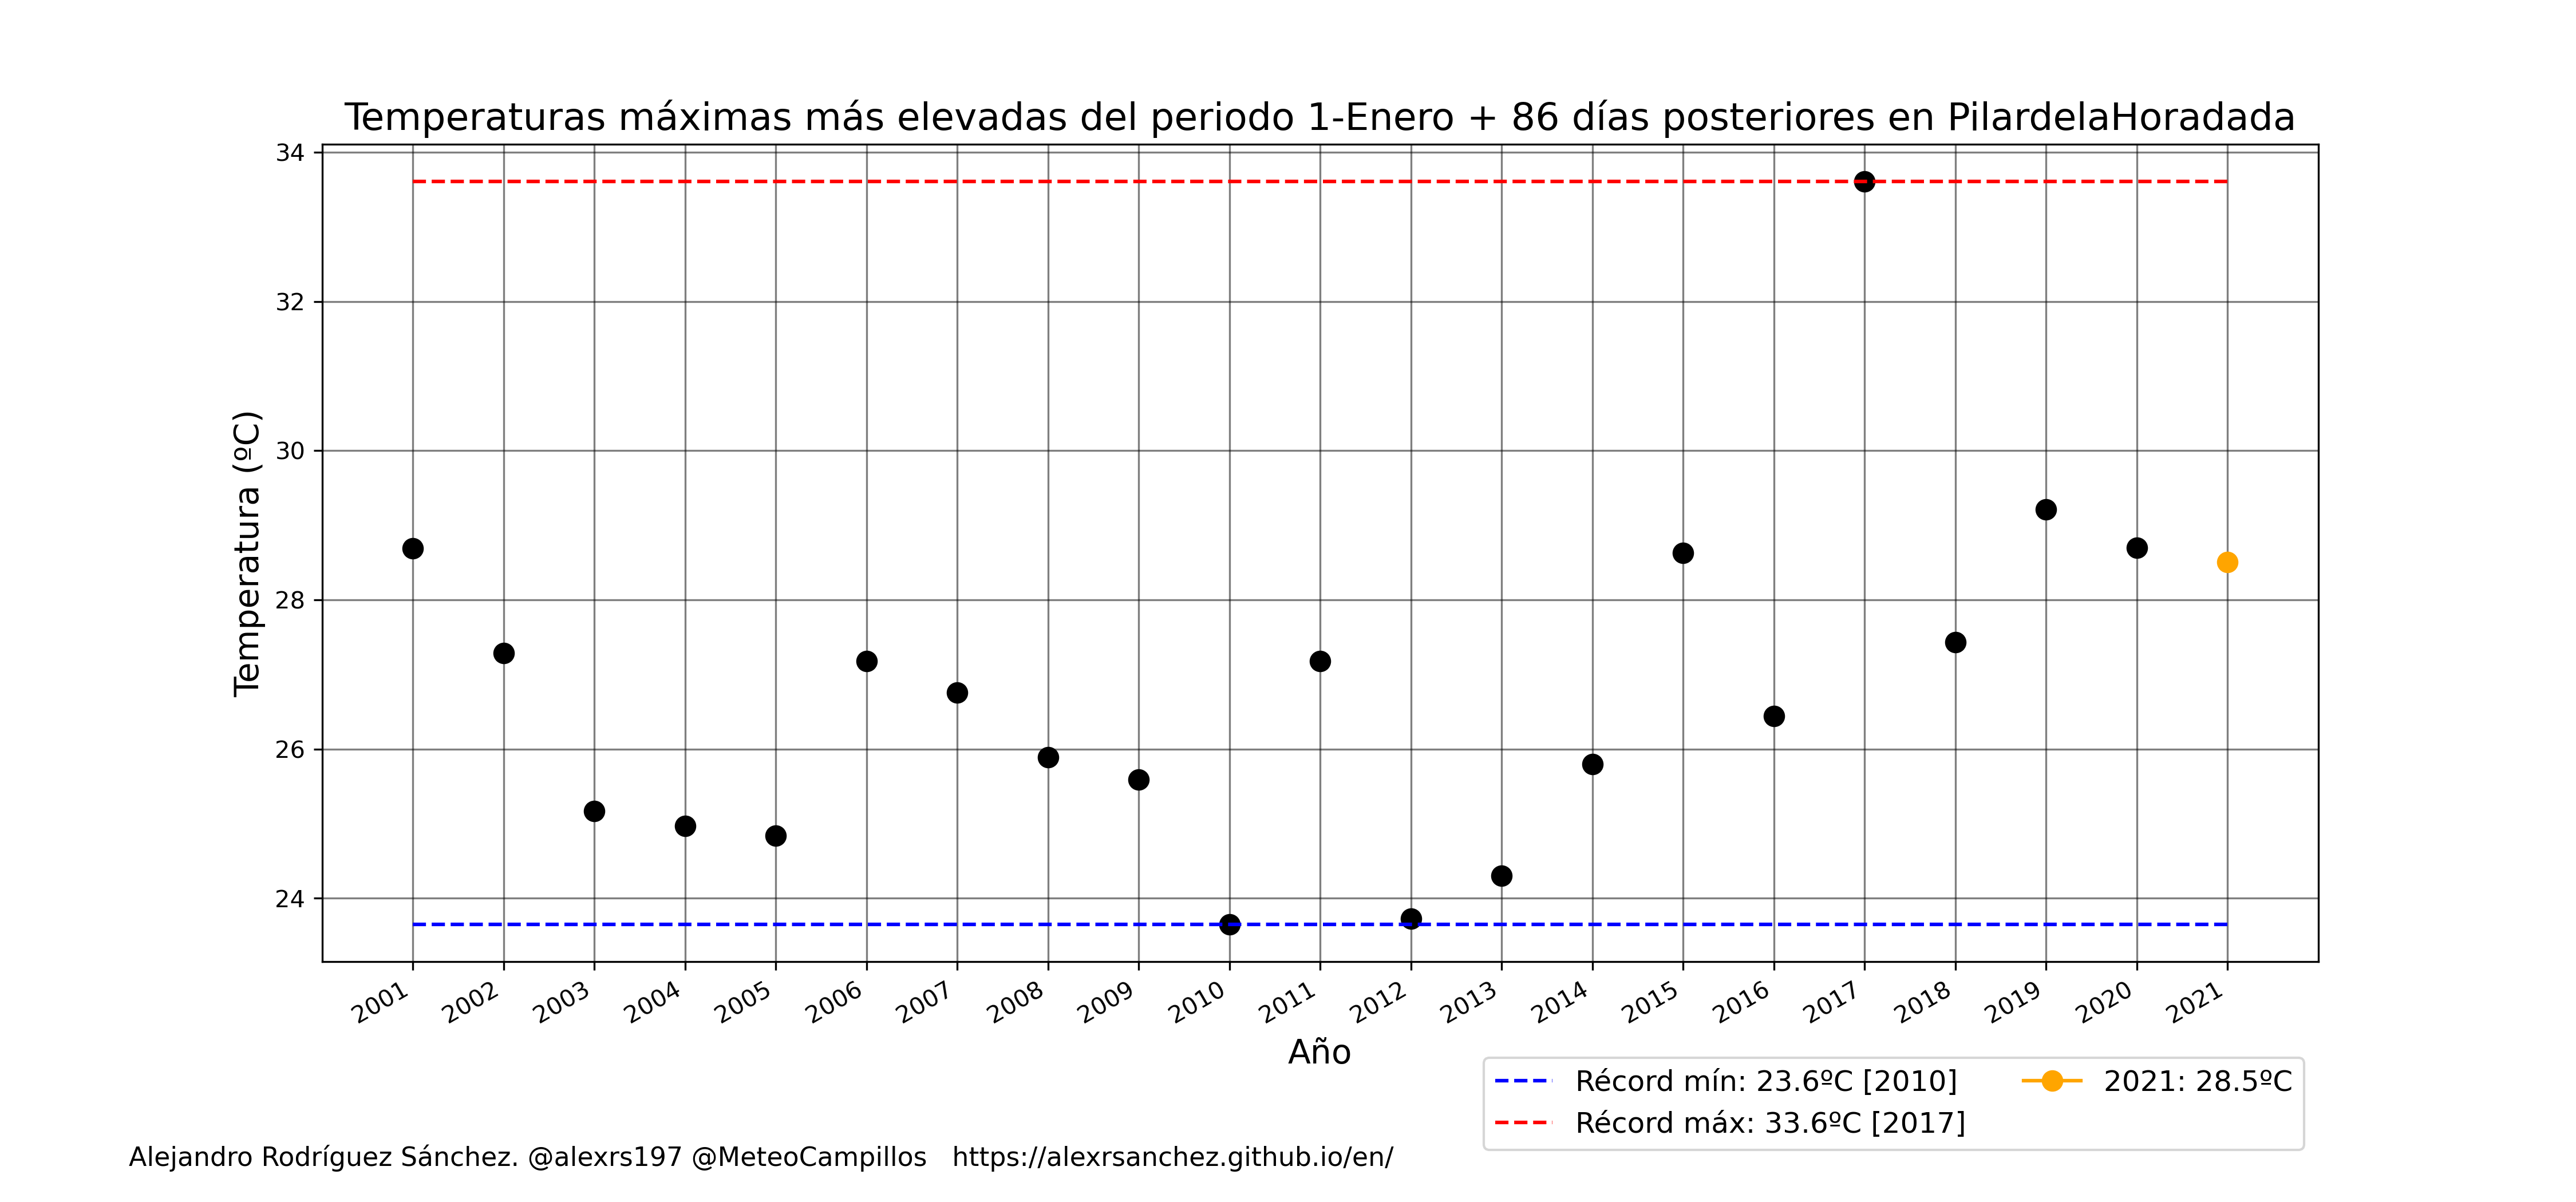 Temperaturas máximas más elevadas del periodo 1-Enero + 86 días posteriores en PilardelaHoradada
Temperatura (ºC)
34
32
30
28
26
24
2001 2002 2003 2004 2005 2006 2007 2008 2009 2010 2011 2012 2013 2014 2015 2016 2017 2018 2019 2020 2021
Año
Récord mín: 23.6ºC [2010]
Récord máx: 33.6ºC [2017]
2021: 28.5ºC
Alejandro Rodríguez Sánchez. @alexrs197 @MeteoCampillos https://alexrsanchez.github.io/en/